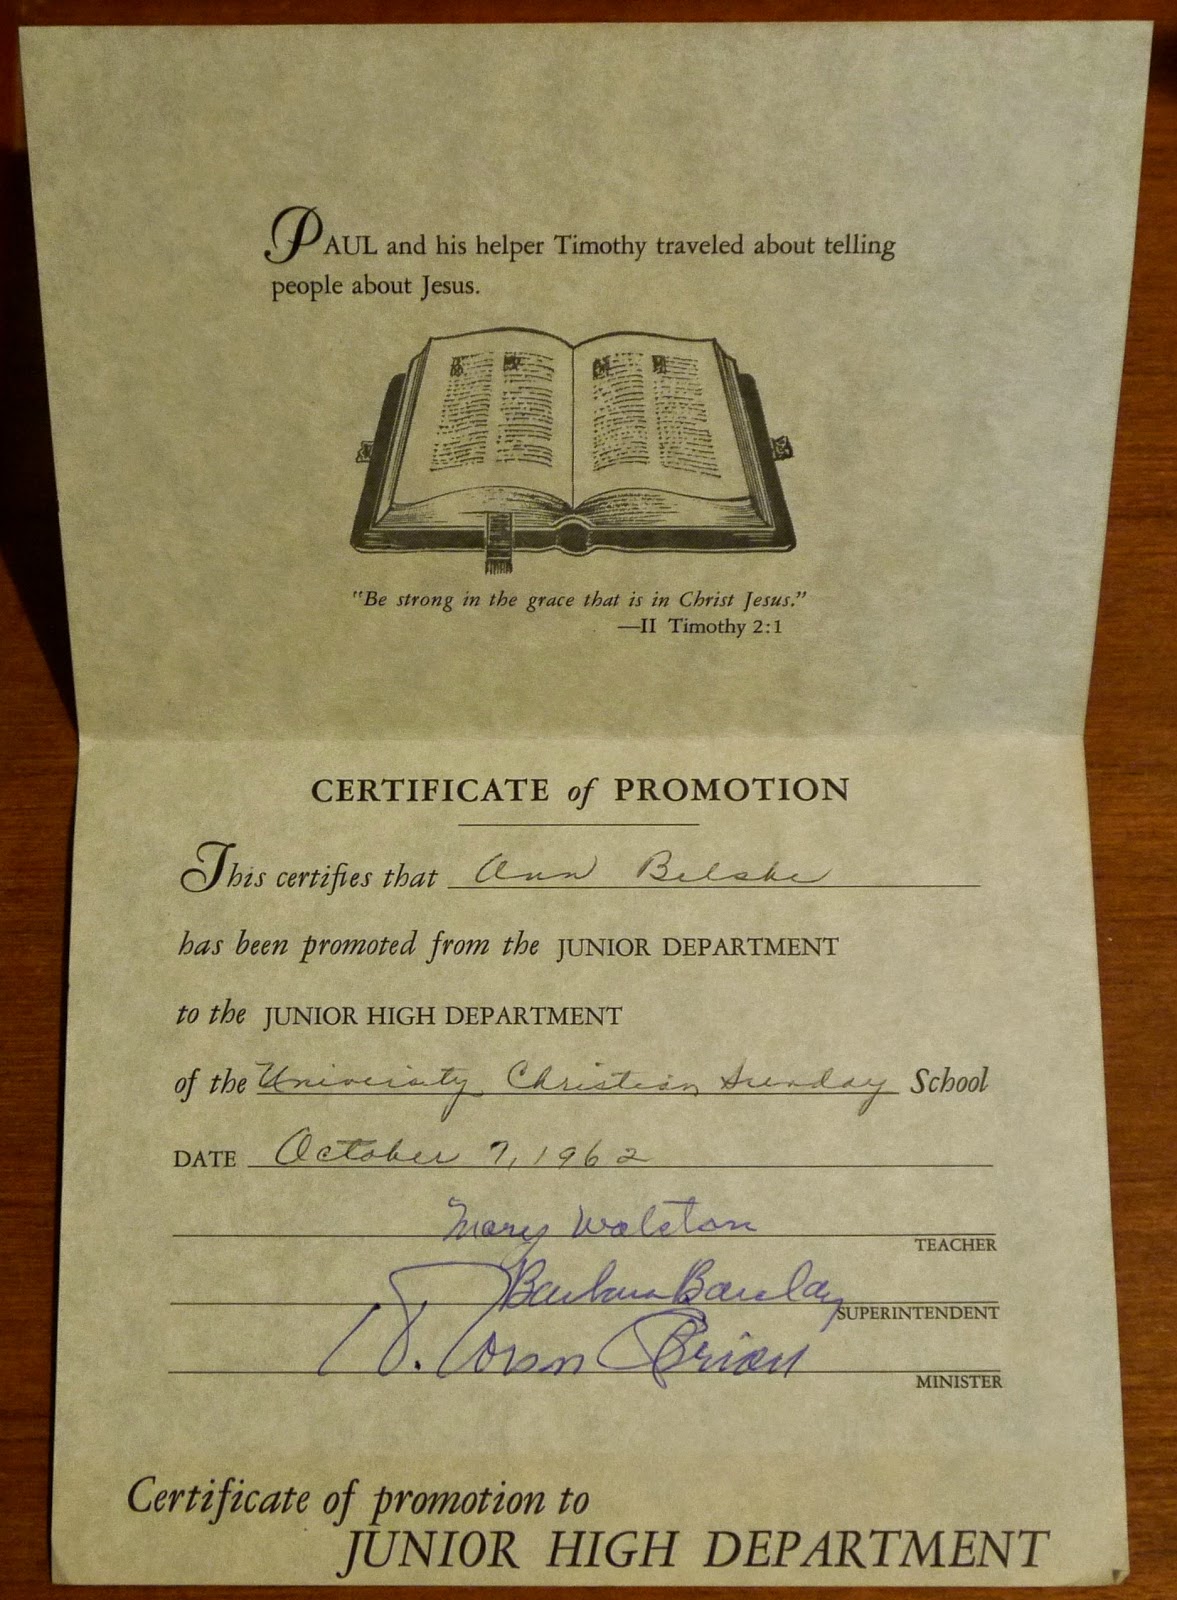 PAUL and his helper Timothy traveled about telling
people about Jesus.
"Be strong in the grace that is in Christ Jesus."
—II Timothy 2:1
CERTIFICATE of PROMOTION
This certifies that Ann Belske
has been promoted from the JUNIOR DEPARTMENT
to the JUNIOR HIGH DEPARTMENT
of the University Christian Sunday School
DATE October 7, 1962
Mary Walston
TEACHER
Barbara Barclay
SUPERINTENDENT
Brian
MINISTER
Certificate of promotion to
JUNIOR HIGH DEPARTMENT